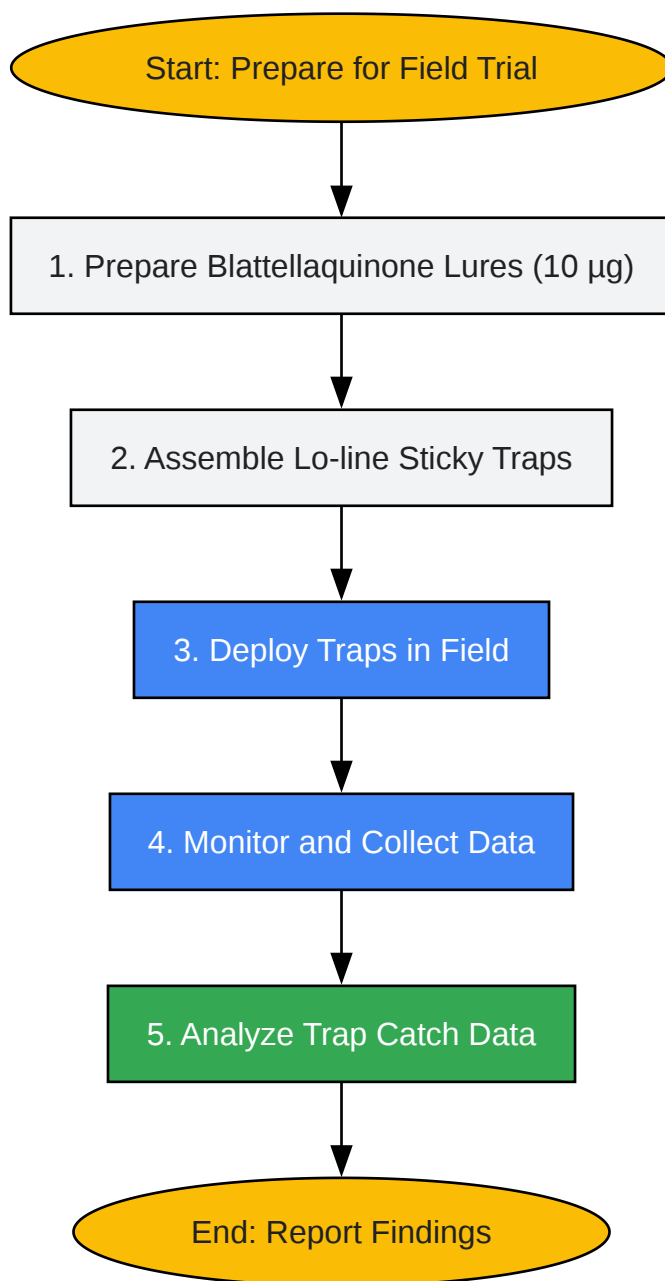 Start: Prepare for Field Trial
1. Prepare Blattellaquinone Lures (10 µg)
2. Assemble Lo-line Sticky Traps
3. Deploy Traps in Field
4. Monitor and Collect Data
5. Analyze Trap Catch Data
End: Report Findings